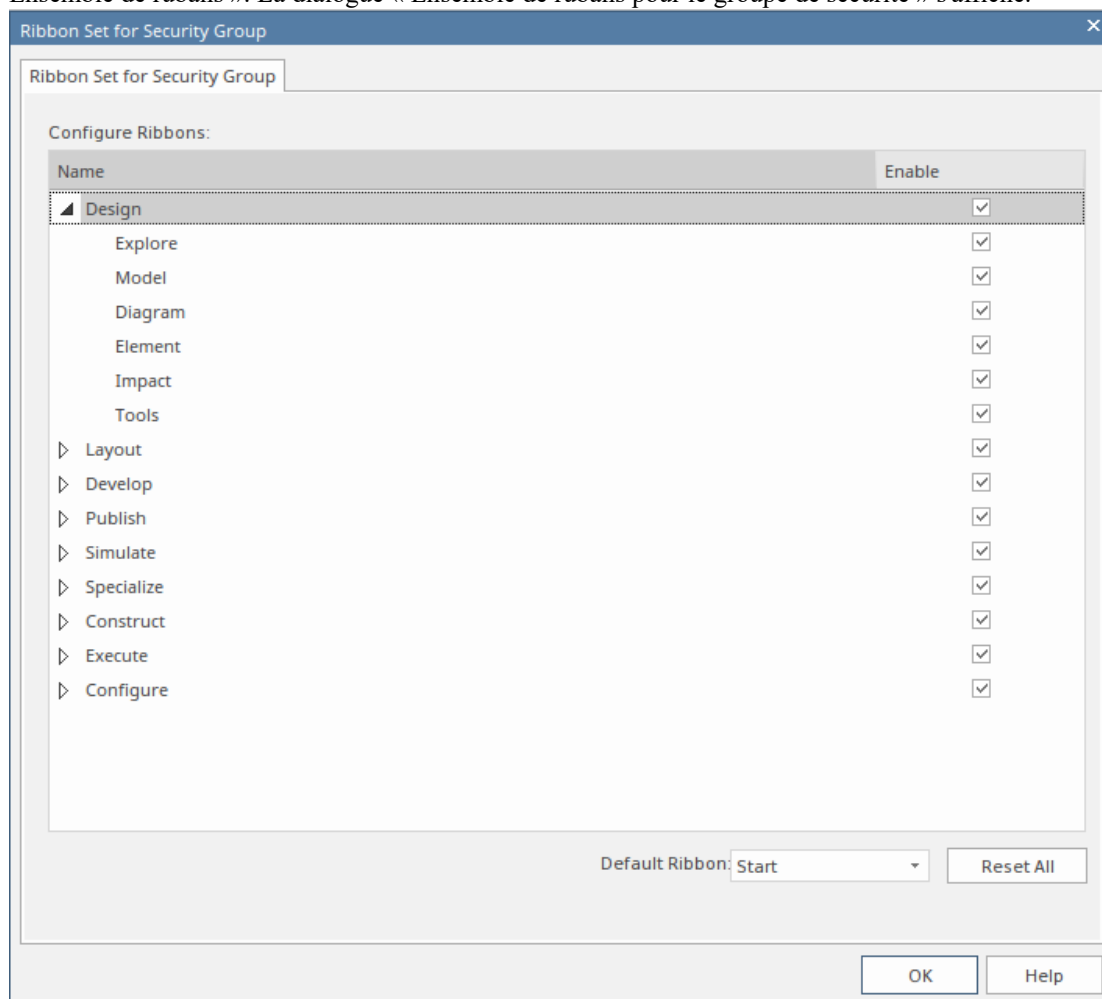 Ensemble de rubans ». La dialogue « Ensemble de rubans pour le groupe de sécurité » s'affiche.
Ribbon Set for Security Group
Ribbon Set for Security Group
Configure Ribbons:
Name Enable
Design
Explore
Model
Diagram
Element
Impact
Tools
Layout
Develop
Publish
Simulate
Specialize
Construct
Execute
Configure
Default Ribbon: Start Reset All
OK Help